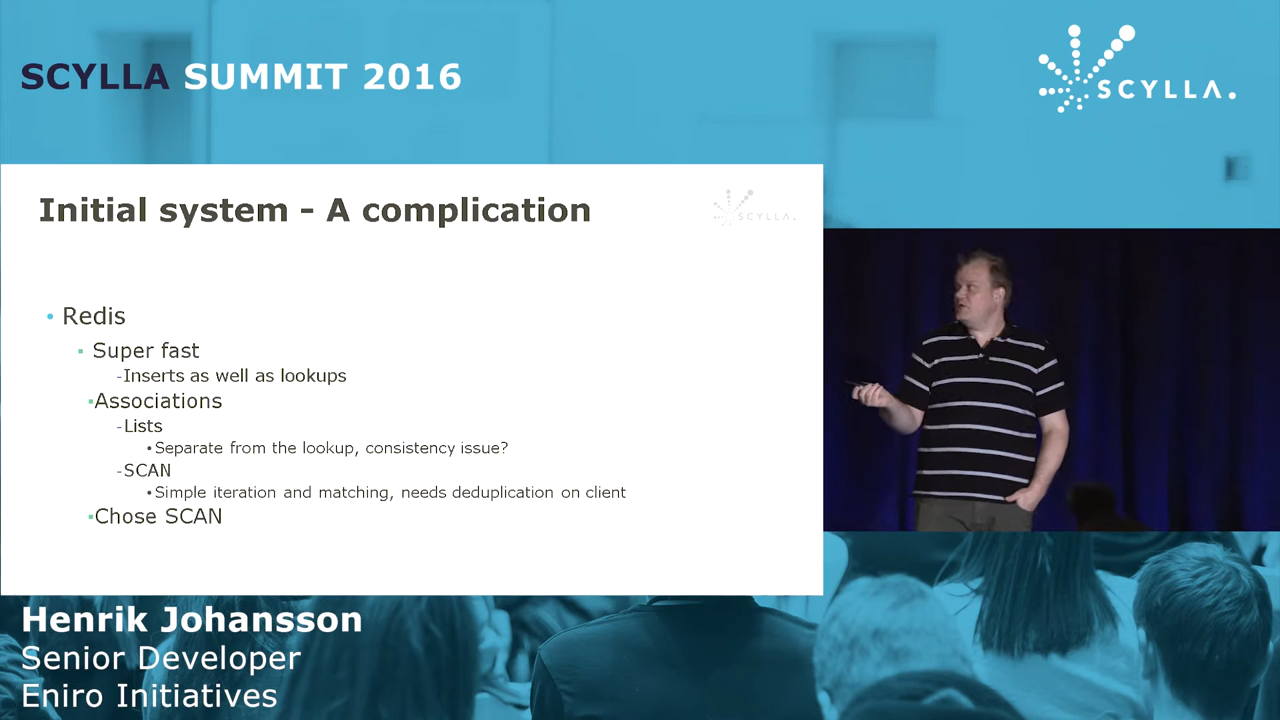 SCYLLA SUMMIT 2016
SCYLLA.
Initial system - A complication
SCYLLA.
• Redis
▪ Super fast
-Inserts as well as lookups
▪Associations
-Lists
•Separate from the lookup, consistency issue?
-SCAN
•Simple iteration and matching, needs deduplication on client
▪Chose SCAN
Henrik Johansson
Senior Developer
Eniro Initiatives